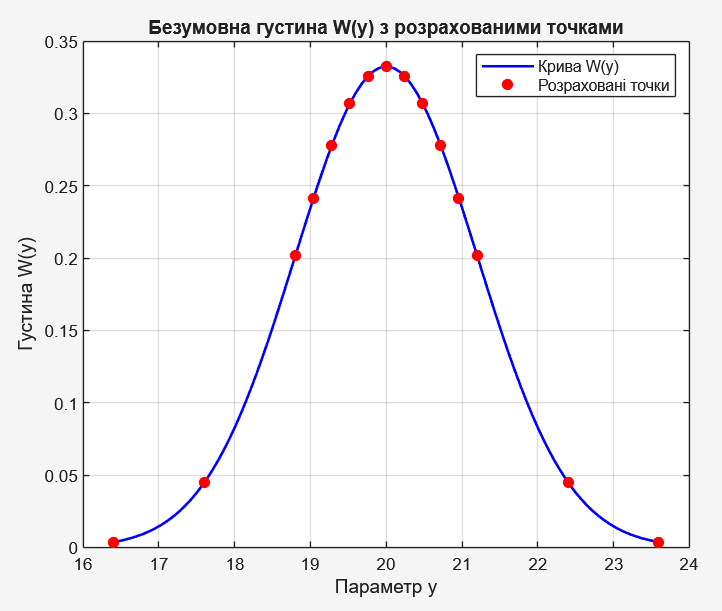 Безумовна густина W(y) з розрахованими точками
Крива W(y)
Розраховані точки
Густина W(y)
0.35
0.3
0.25
0.2
0.15
0.1
0.05
0
16 17 18 19 20 21 22 23 24
Параметр y